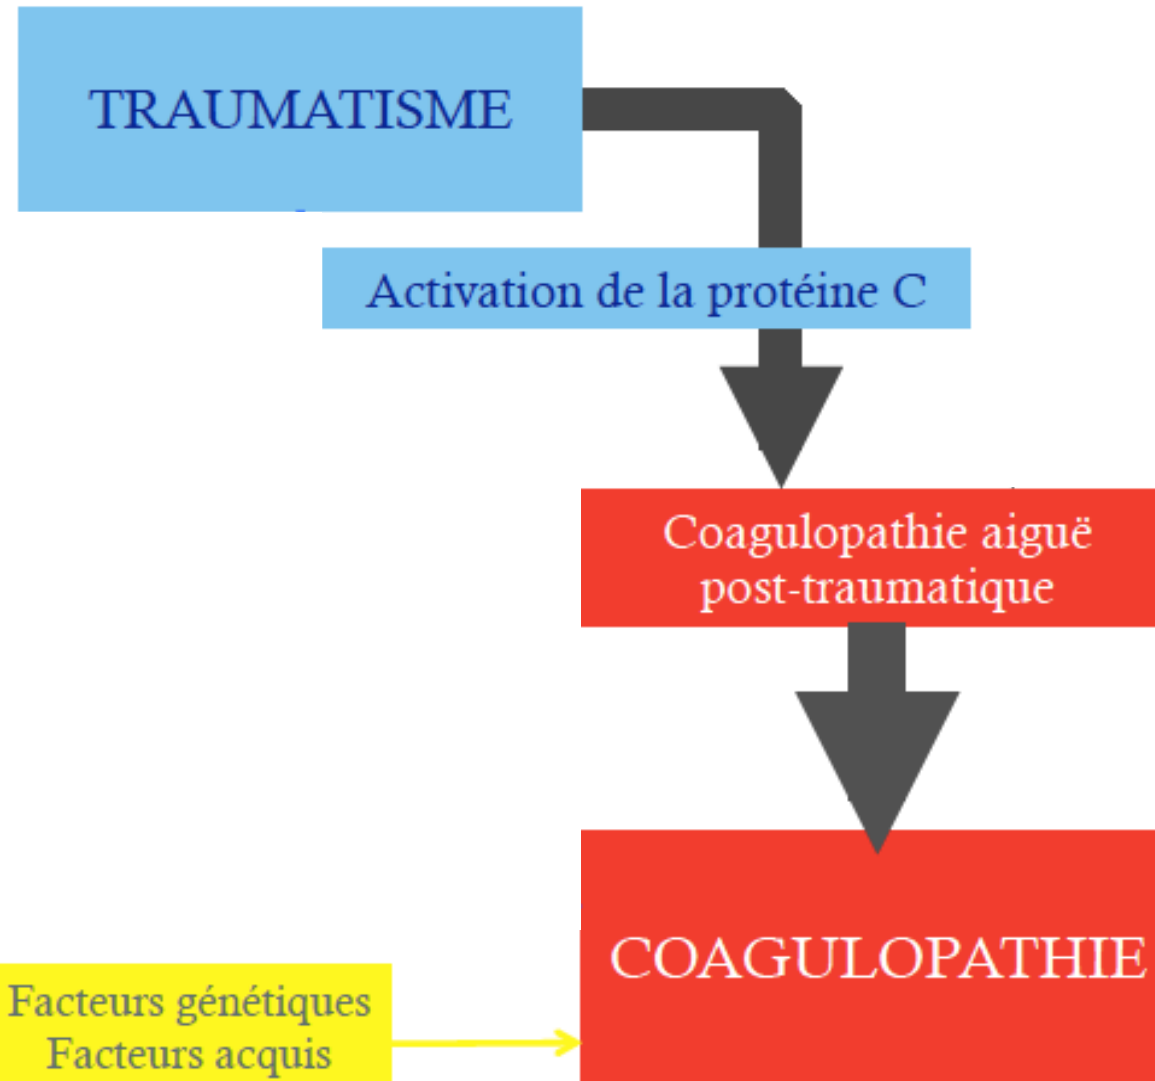 TRAUMATISME
Activation de la protéine C
Coagulopathie aiguë
post-traumatique
COAGULOPATHIE
Facteurs génétiques
Facteurs acquis